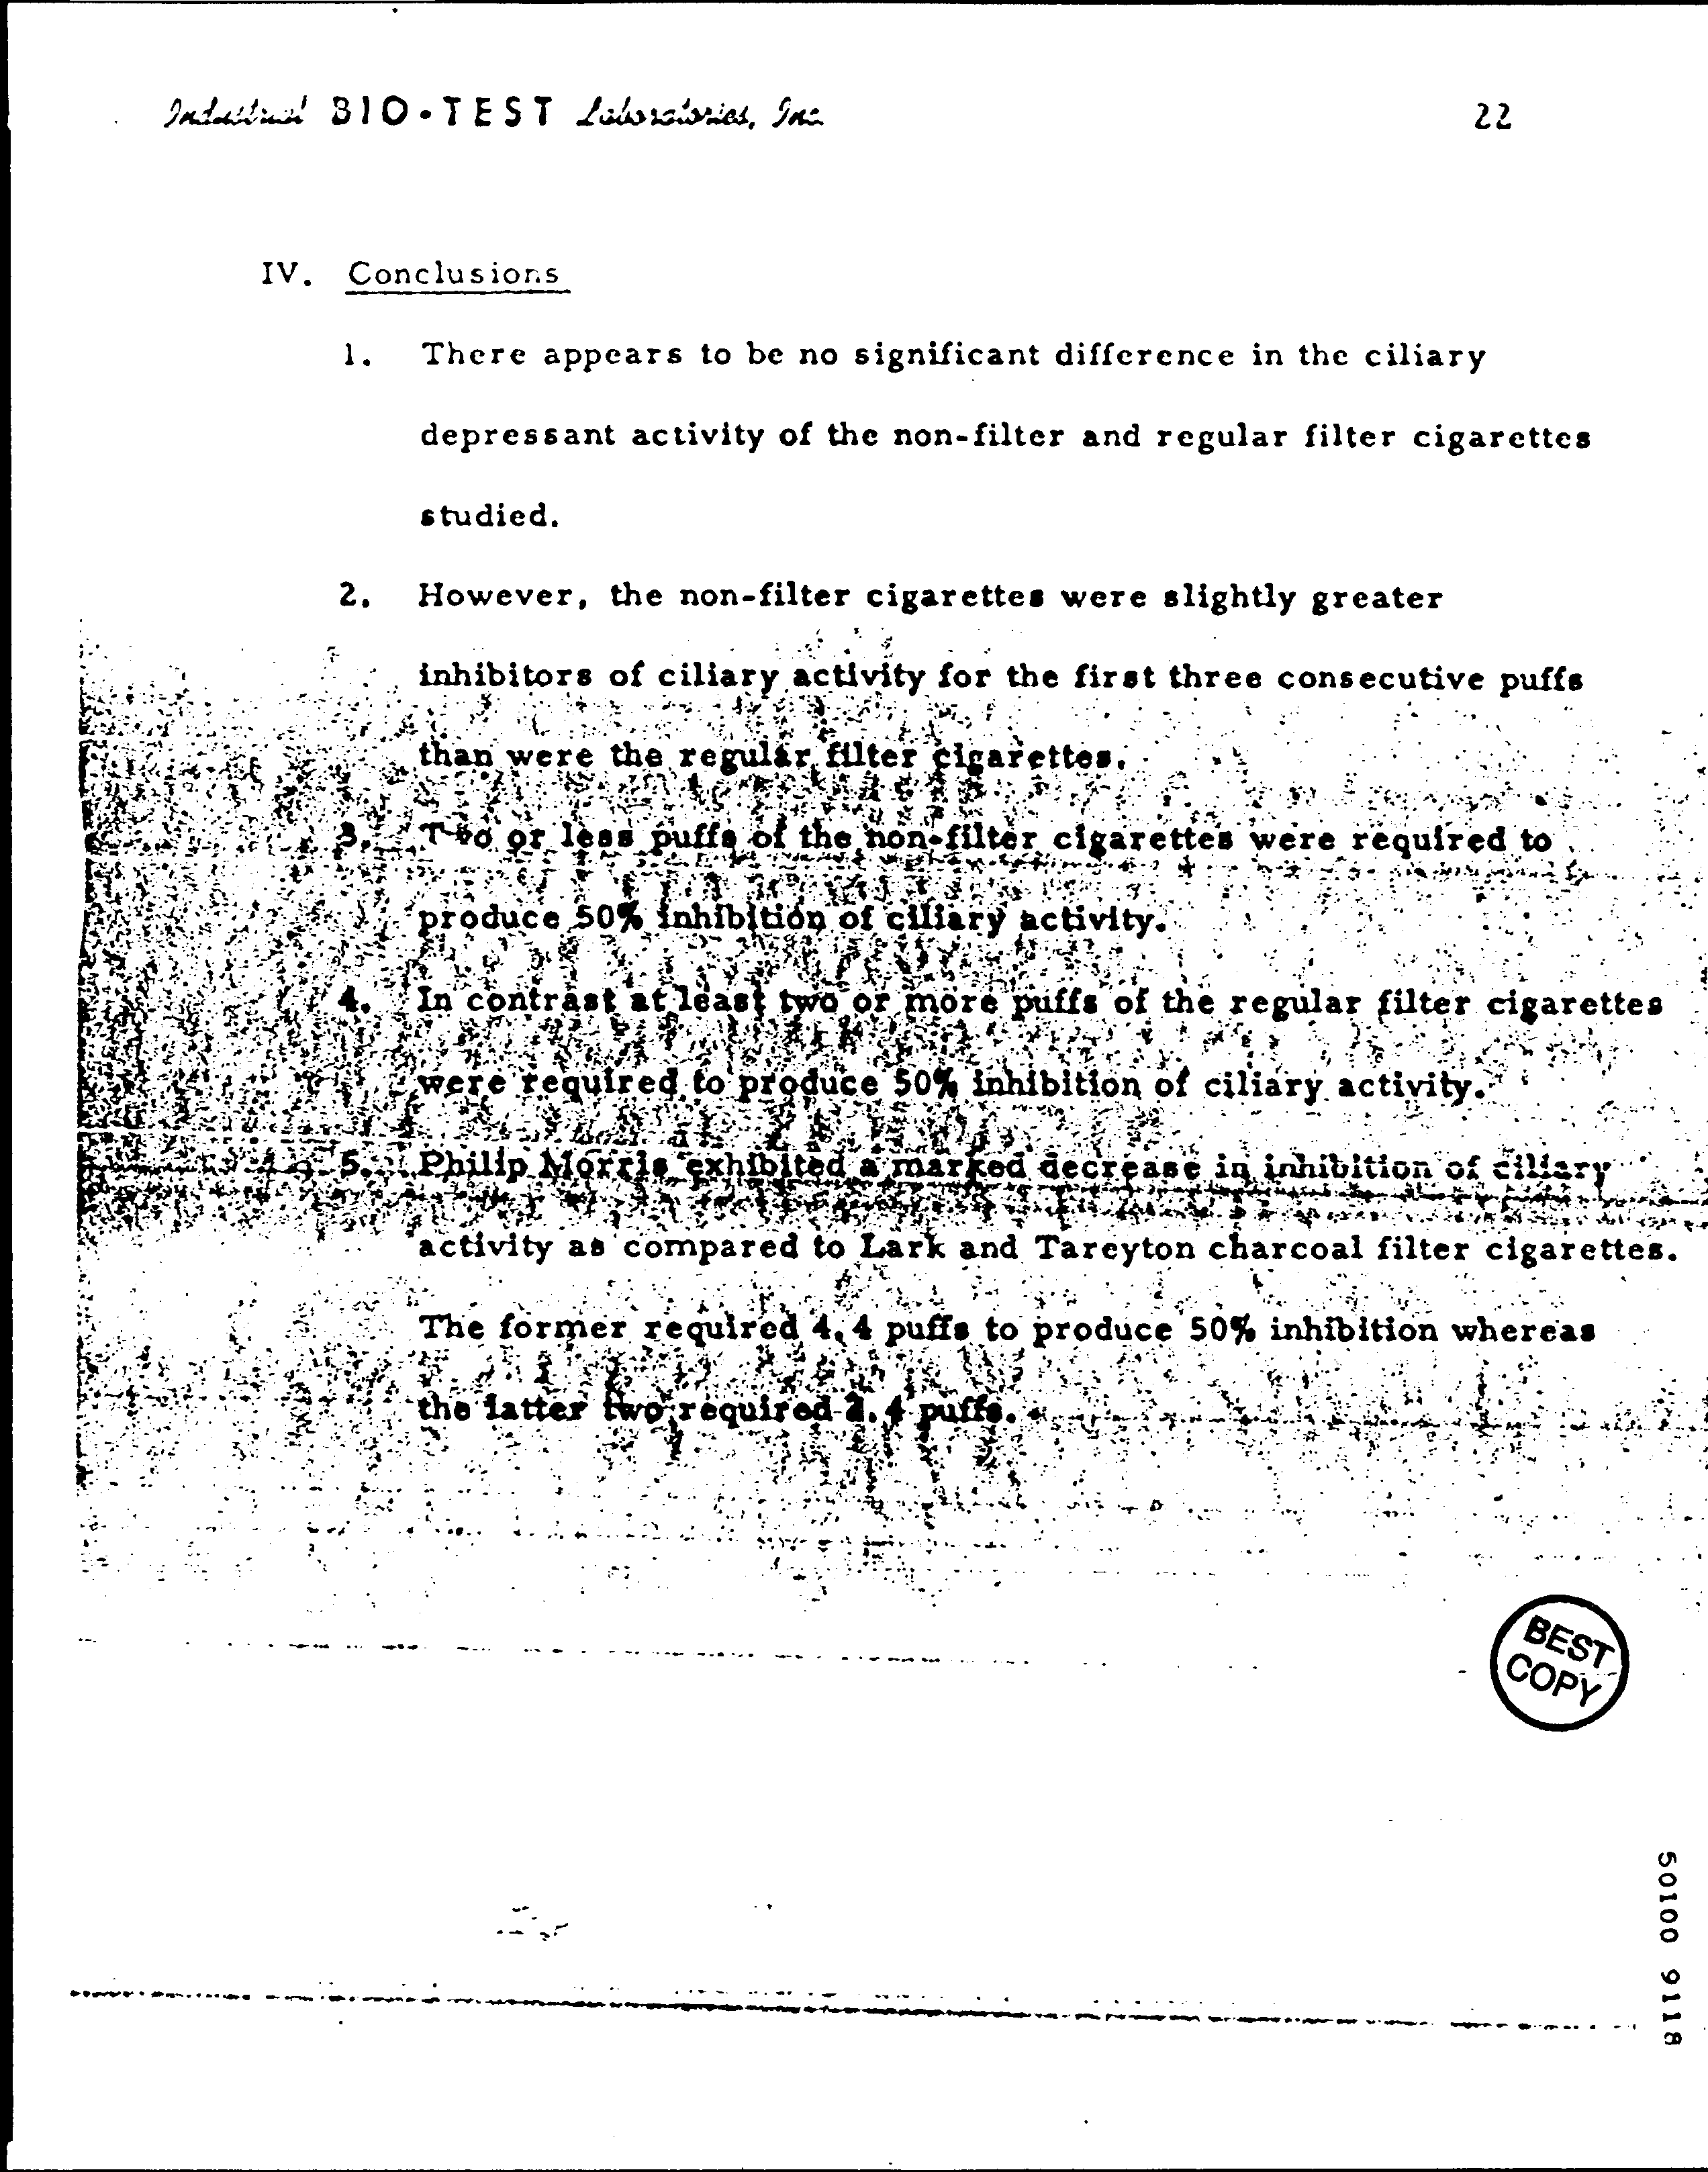 Industrial BIO-TEST Laboratories, Inc.
22
IV. Conclusions
1. There appears to be no significant difference in the ciliary
depressant activity of the non-filter and regular filter cigarettes
studied.
2. However, the non-filter cigarettes were slightly greater
inhibitors of ciliary activity for the first three consecutive puffs
than were the regular filter cigarettes.
3. Two or less puffs of the non-filter cigarettes were required to
produce 50% inhibition of ciliary activity.
4. In contrast at least two or more puffs of the regular filter cigarettes
were required to produce 50% inhibition of ciliary activity.
5. Philip Morris exhibited a marked decrease in inhibition of ciliary
activity as compared to Lark and Tareyton charcoal filter cigarettes.
The former required 4.4 puffs to produce 50% inhibition whereas
the latter two required 2.4 puffs.
BEST
COPY
50100 9118